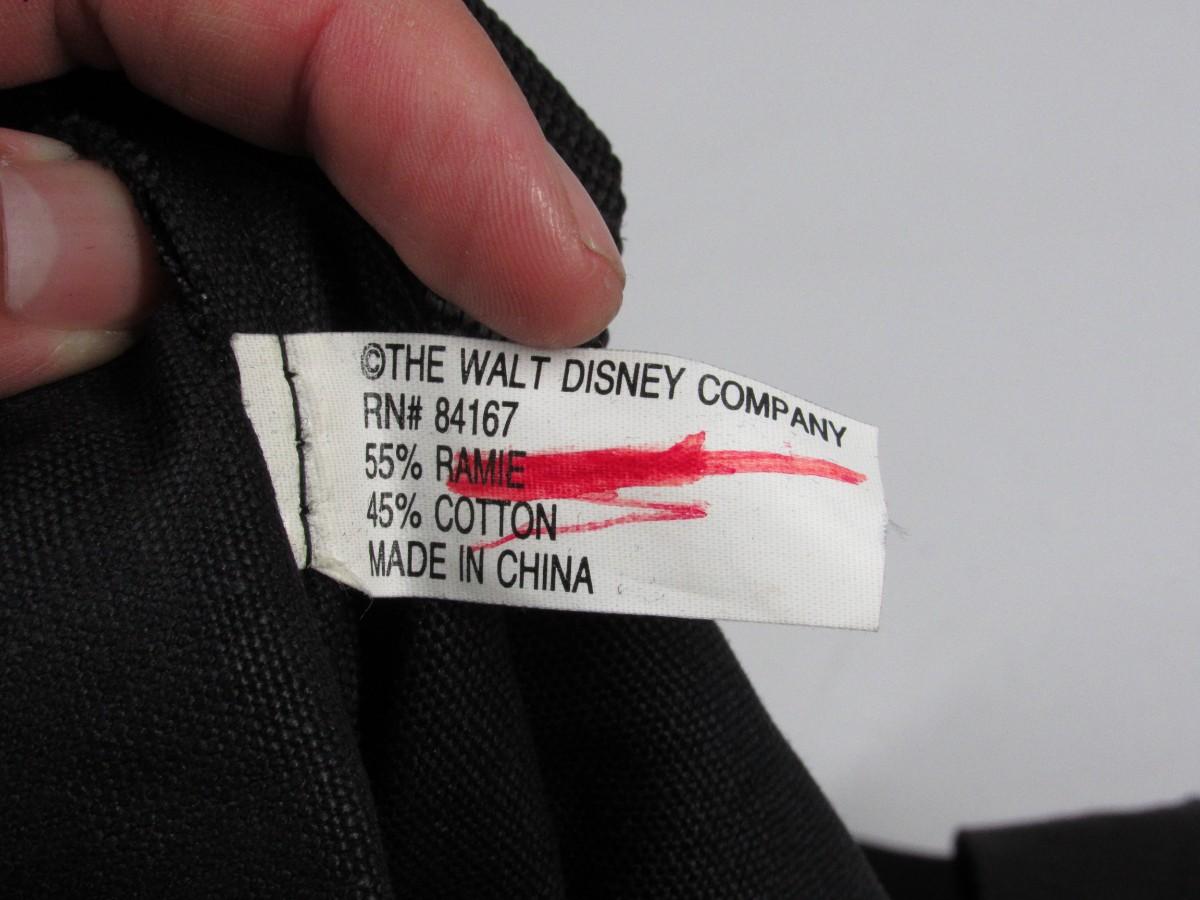 ©THE WALT DISNEY COMPANY
RN# 84167
55% RAMIE
45% COTTON
MADE IN CHINA